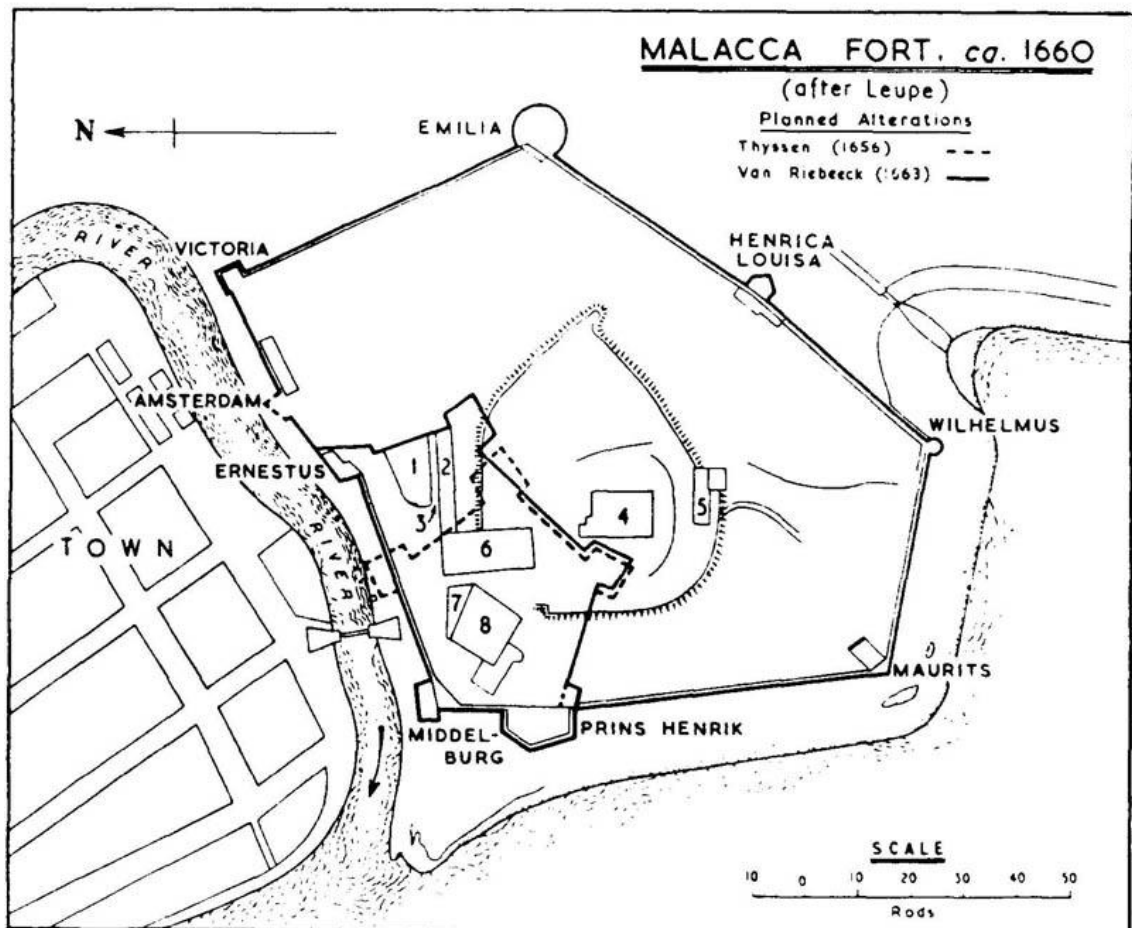 MALACCA FORT, ca. 1660
(after Leupe)
Planned Alterations
Thyssen (1656)
Van Riebeeck (1663)
N
EMILIA
RIVER
VICTORIA
HENRICA
LOUISA
AMSTERDAM
WILHELMUS
ERNESTUS
1
2
3
4
5
TOWN
RIVER
6
7
8
MAURITS
MIDDEL-
BURG
PRINS HENRIK
SCALE
10 0 10 20 30 40 50
Rods